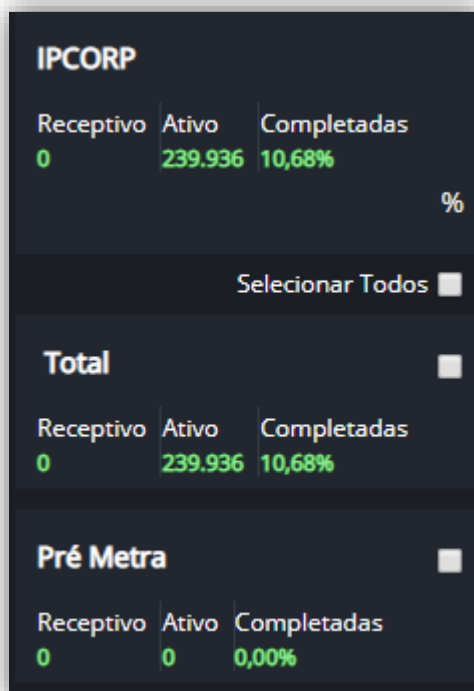 IPCORP
Receptivo Ativo Completadas
0 239.936 10,68%
%
Selecionar Todos
Total
Receptivo Ativo Completadas
0 239.936 10,68%
Pré Metra
Receptivo Ativo Completadas
0 0 0,00%